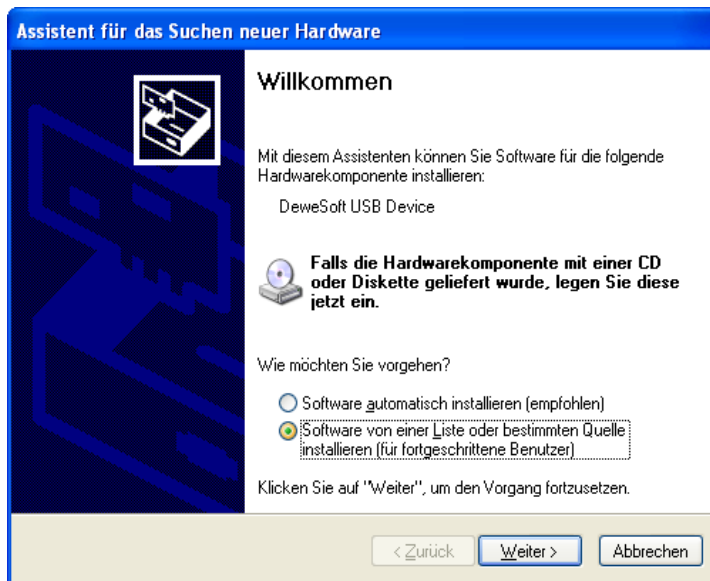 Assistent für das Suchen neuer Hardware
Willkommen
Mit diesem Assistenten können Sie Software für die folgende
Hardwarekomponente installieren:
DeweSoft USB Device
Falls die Hardwarekomponente mit einer CD
oder Diskette geliefert wurde, legen Sie diese
jetzt ein.
Wie möchten Sie vorgehen?
Software automatisch installieren (empfohlen)
Software von einer Liste oder bestimmten Quelle
installieren (für fortgeschrittene Benutzer)
Klicken Sie auf "Weiter", um den Vorgang fortzusetzen.
< Zurück Weiter > Abbrechen